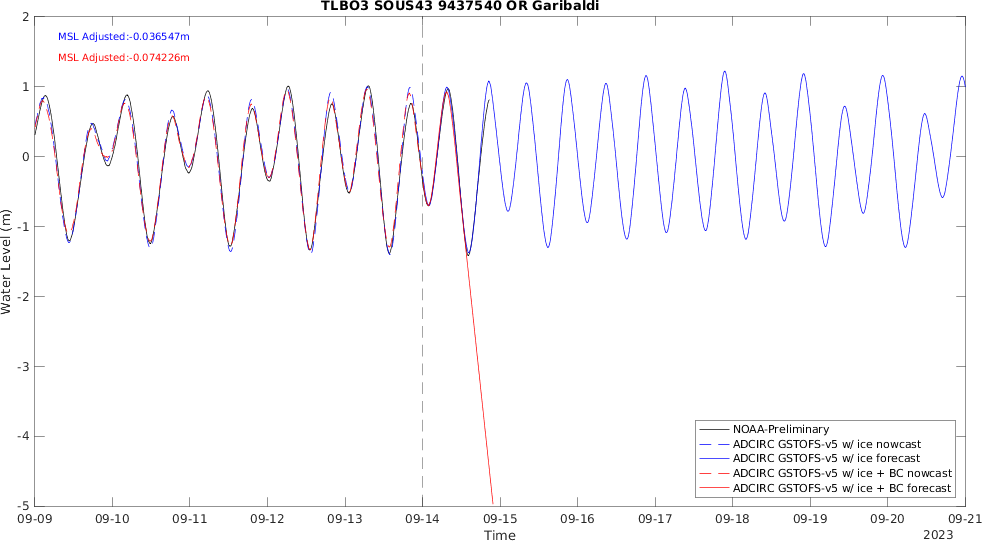 TLBO3 SOUS43 9437540 OR Garibaldi
MSL Adjusted:-0.036547m
MSL Adjusted:-0.074226m
Water Level (m)
2
1
0
-1
-2
-3
-4
-5
NOAA-Preliminary
ADCIRC GSTOFS-v5 w/ ice nowcast
ADCIRC GSTOFS-v5 w/ ice forecast
ADCIRC GSTOFS-v5 w/ ice + BC nowcast
ADCIRC GSTOFS-v5 w/ ice + BC forecast
09-09 09-10 09-11 09-12 09-13 09-14 09-15 09-16 09-17 09-18 09-19 09-20 09-21
Time
2023